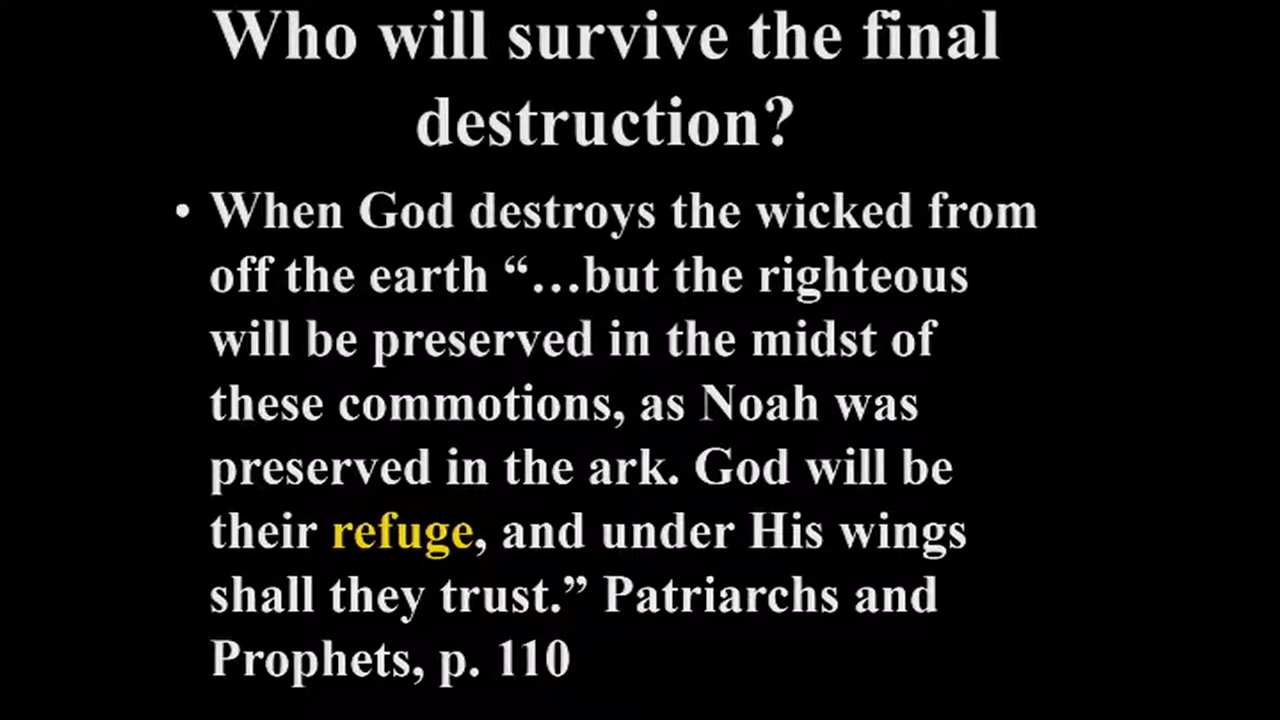 Who will survive the final
destruction?
• When God destroys the wicked from
off the earth “…but the righteous
will be preserved in the midst of
these commotions, as Noah was
preserved in the ark. God will be
their refuge, and under His wings
shall they trust.” Patriarchs and
Prophets, p. 110